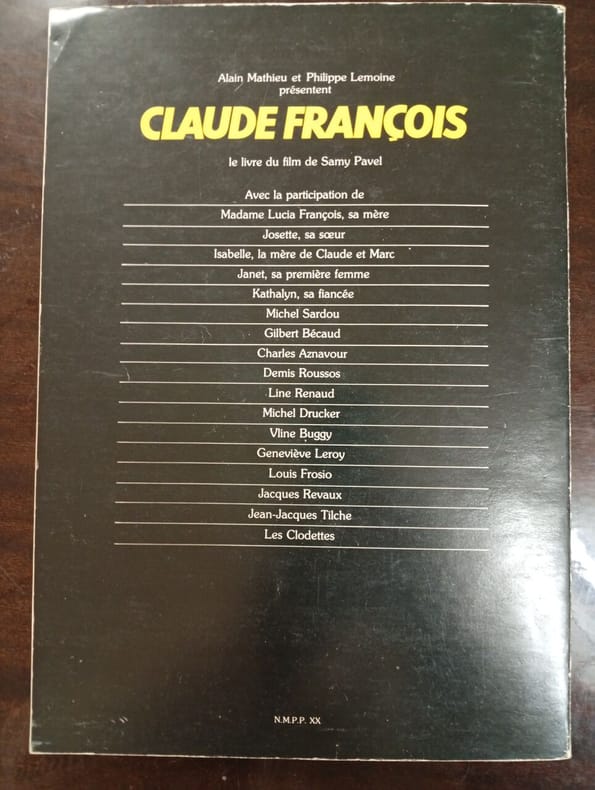 Alain Mathieu et Philippe Lemoine
présentent
CLAUDE FRANÇOIS
le livre du film de Samy Pavel
Avec la participation de
Madame Lucia François, sa mère
Josette, sa sœur
Isabelle, la mère de Claude et Marc
Janet, sa première femme
Kathalyn, sa fiancée
Michel Sardou
Gilbert Bécaud
Charles Aznavour
Demis Roussos
Line Renaud
Michel Drucker
Vline Buggy
Geneviève Leroy
Louis Frosio
Jacques Revaux
Jean-Jacques Tilche
Les Clodettes
N.M.P.P. XX